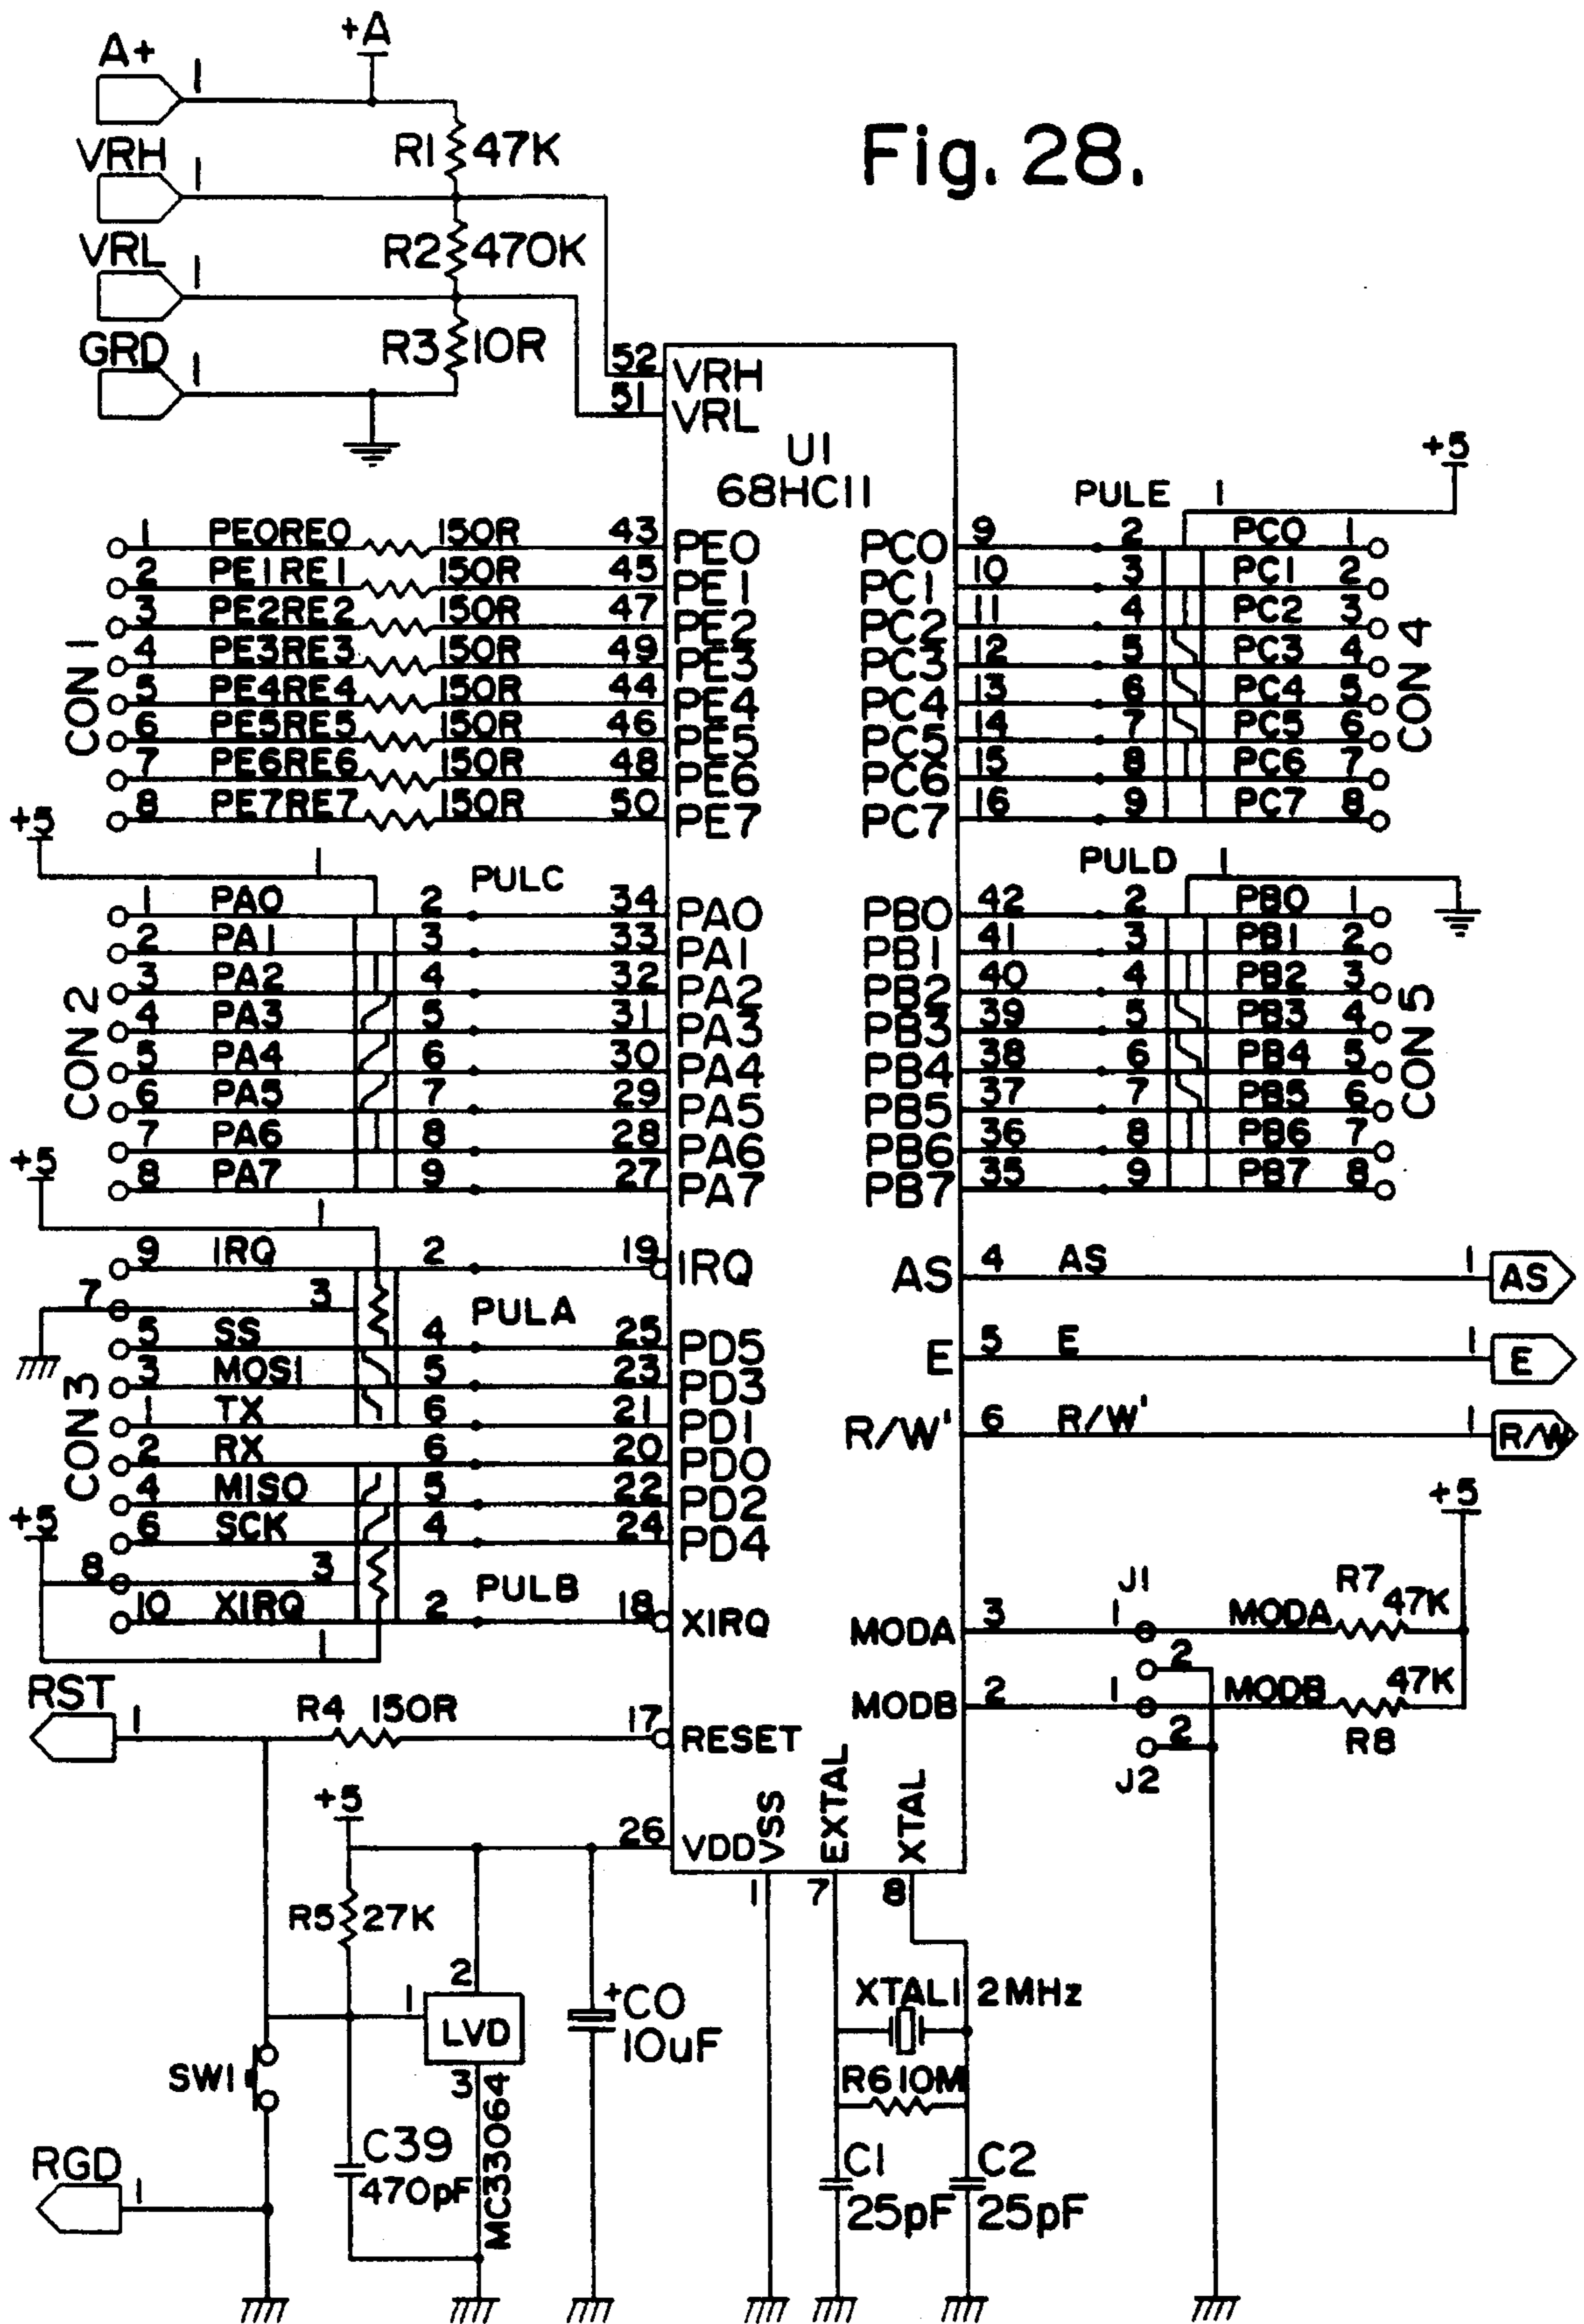 Fig. 28.
A+ 1 +A
R1 47K
VRH 1
R2 470K
VRL 1
R3 10R
GRD 1
52 VRH
51 VRL
U1
68HC11
CON 1
1 PE0RE0 150R 43 PE0
2 PE1RE1 150R 45 PE1
3 PE2RE2 150R 47 PE2
4 PE3RE3 150R 49 PE3
5 PE4RE4 150R 44 PE4
6 PE5RE5 150R 46 PE5
7 PE6RE6 150R 48 PE6
8 PE7RE7 150R 50 PE7
+5
PULE 1
PC0 9 2 PC0 1
PC1 10 3 PC1 2
PC2 11 4 PC2 3
PC3 12 5 PC3 4
PC4 13 6 PC4 5
PC5 14 7 PC5 6
PC6 15 8 PC6 7
PC7 16 9 PC7 8
CON 4
+5
1 PULC
CON 2
1 PA0 2 34 PA0
2 PA1 3 33 PA1
3 PA2 4 32 PA2
4 PA3 5 31 PA3
5 PA4 6 30 PA4
6 PA5 7 29 PA5
7 PA6 8 28 PA6
8 PA7 9 27 PA7
PULD 1
PB0 42 2 PB0 1
PB1 41 3 PB1 2
PB2 40 4 PB2 3
PB3 39 5 PB3 4
PB4 38 6 PB4 5
PB5 37 7 PB5 6
PB6 36 8 PB6 7
PB7 35 9 PB7 8
CON 5
+5
1
9 IRQ 2 19 IRQ
7 3
PULA
5 SS 4 25 PD5
3 MOSI 5 23 PD3
1 TX 6 21 PD1
CON 3
2 RX 6 20 PD0
4 MISO 5 22 PD2
6 SCK 4 24 PD4
+5
8 3
PULB
10 XIRQ 2 18 XIRQ
1
AS 4 AS 1 AS
E 5 E 1 E
R/W' 6 R/W' 1 R/W
+5
J1
R7 47K
MODA 3 1 MODA
2
MODB 2 1 MODB 47K
2 R8
J2
RST 1 R4 150R 17 RESET
+5
26 VDD
VSS
EXTAL
XTAL
1 7 8
R5 27K
2
1 LVD
3
MC33064
+C0
10uF
XTAL1 2MHz
R6 10M
SW1
C39
470pF
C1
25pF
C2
25pF
RGD 1